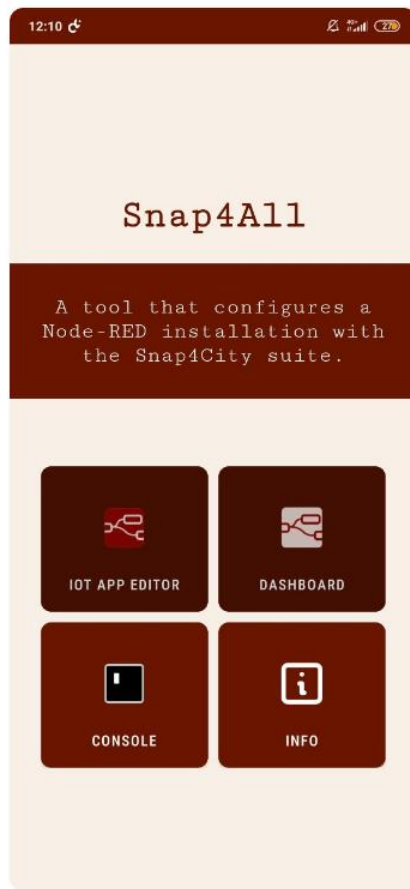 12:10
27
Snap4All
A tool that configures a
Node-RED installation with
the Snap4City suite.
IOT APP EDITOR
DASHBOARD
CONSOLE
INFO